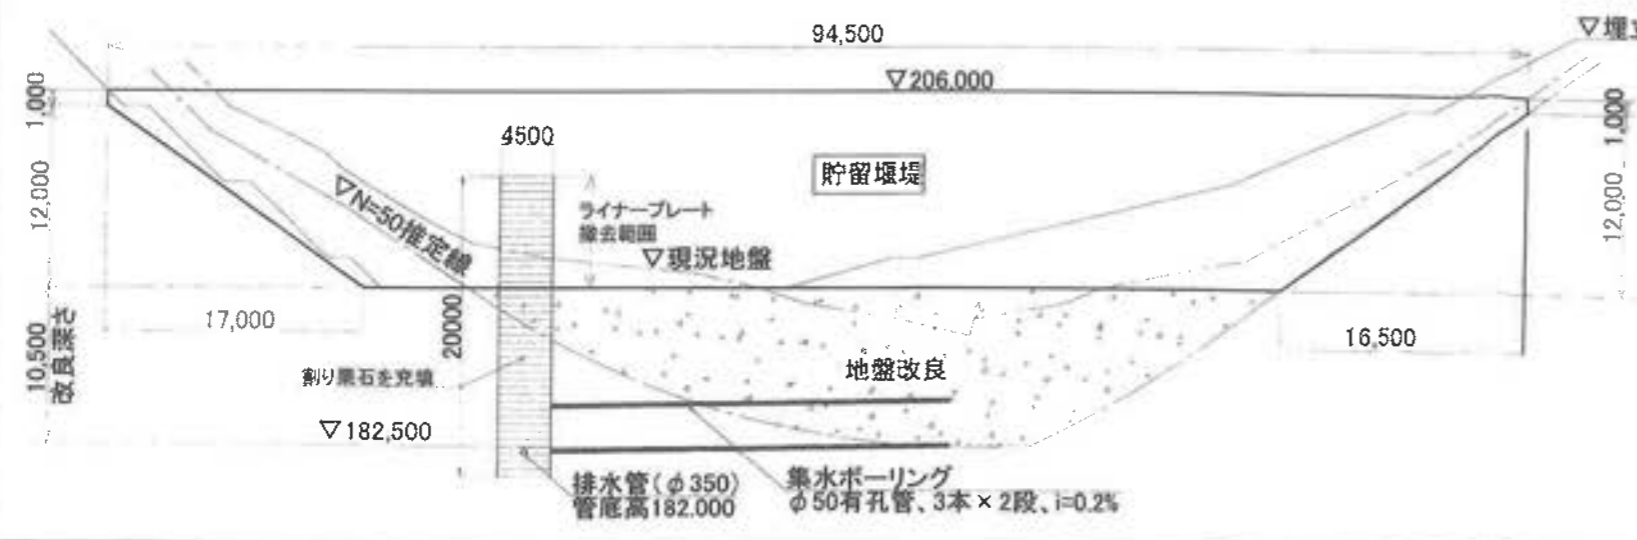 94,500
▽埋立
▽206,000
1,000
1,000
4500
貯留堰堤
ライナープレート
撤去範囲
12,000
12,000
▽N=50推定線
▽現況地盤
17,000
20000
16,500
10,500
改良深さ
地盤改良
割り栗石を充填
▽182,500
排水管(φ350)
管底高182.000
集水ボーリング
φ50有孔管、3本×2段、i=0.2%